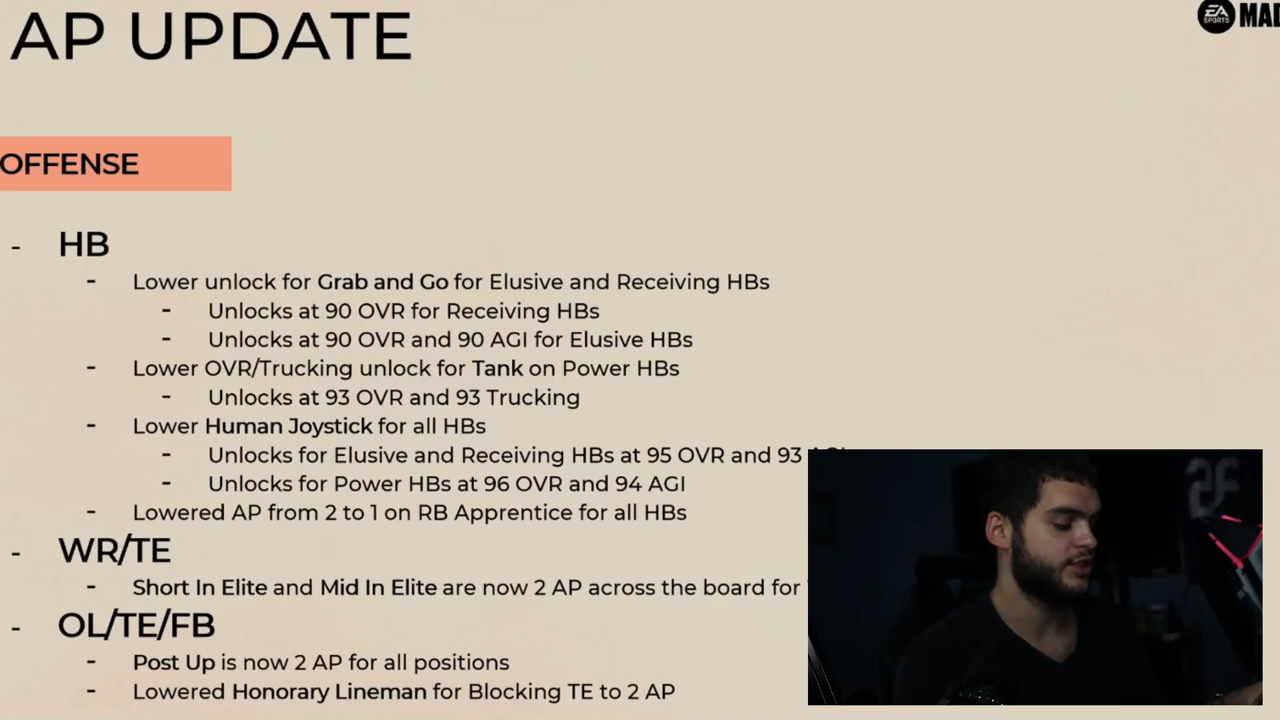 AP UPDATE
EA
SPORTS
OFFENSE
- HB
- Lower unlock for Grab and Go for Elusive and Receiving HBs
- Unlocks at 90 OVR for Receiving HBs
- Unlocks at 90 OVR and 90 AGI for Elusive HBs
- Lower OVR/Trucking unlock for Tank on Power HBs
- Unlocks at 93 OVR and 93 Trucking
- Lower Human Joystick for all HBs
- Unlocks for Elusive and Receiving HBs at 95 OVR and 93
- Unlocks for Power HBs at 96 OVR and 94 AGI
- Lowered AP from 2 to 1 on RB Apprentice for all HBs
- WR/TE
- Short In Elite and Mid In Elite are now 2 AP across the board for
- OL/TE/FB
- Post Up is now 2 AP for all positions
- Lowered Honorary Lineman for Blocking TE to 2 AP